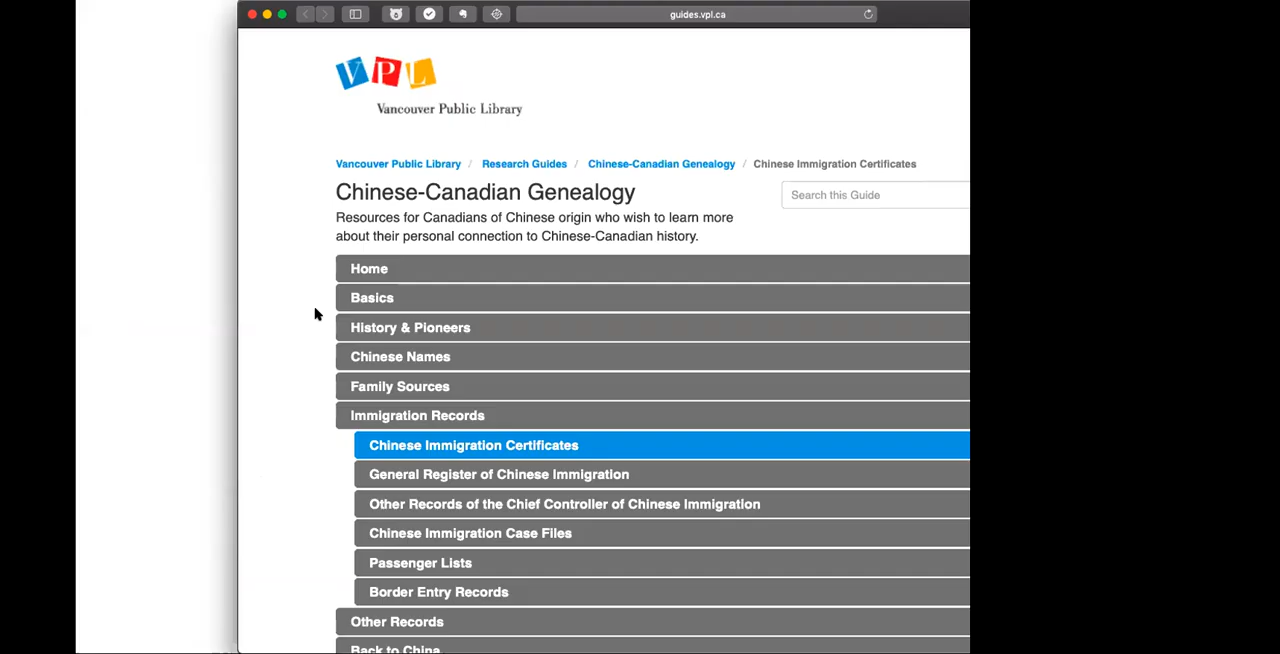 guides.vpl.ca
VPL
Vancouver Public Library
Vancouver Public Library / Research Guides / Chinese-Canadian Genealogy / Chinese Immigration Certificates
Chinese-Canadian Genealogy
Search this Guide
Resources for Canadians of Chinese origin who wish to learn more
about their personal connection to Chinese-Canadian history.
Home
Basics
History & Pioneers
Chinese Names
Family Sources
Immigration Records
Chinese Immigration Certificates
General Register of Chinese Immigration
Other Records of the Chief Controller of Chinese Immigration
Chinese Immigration Case Files
Passenger Lists
Border Entry Records
Other Records
Back to China